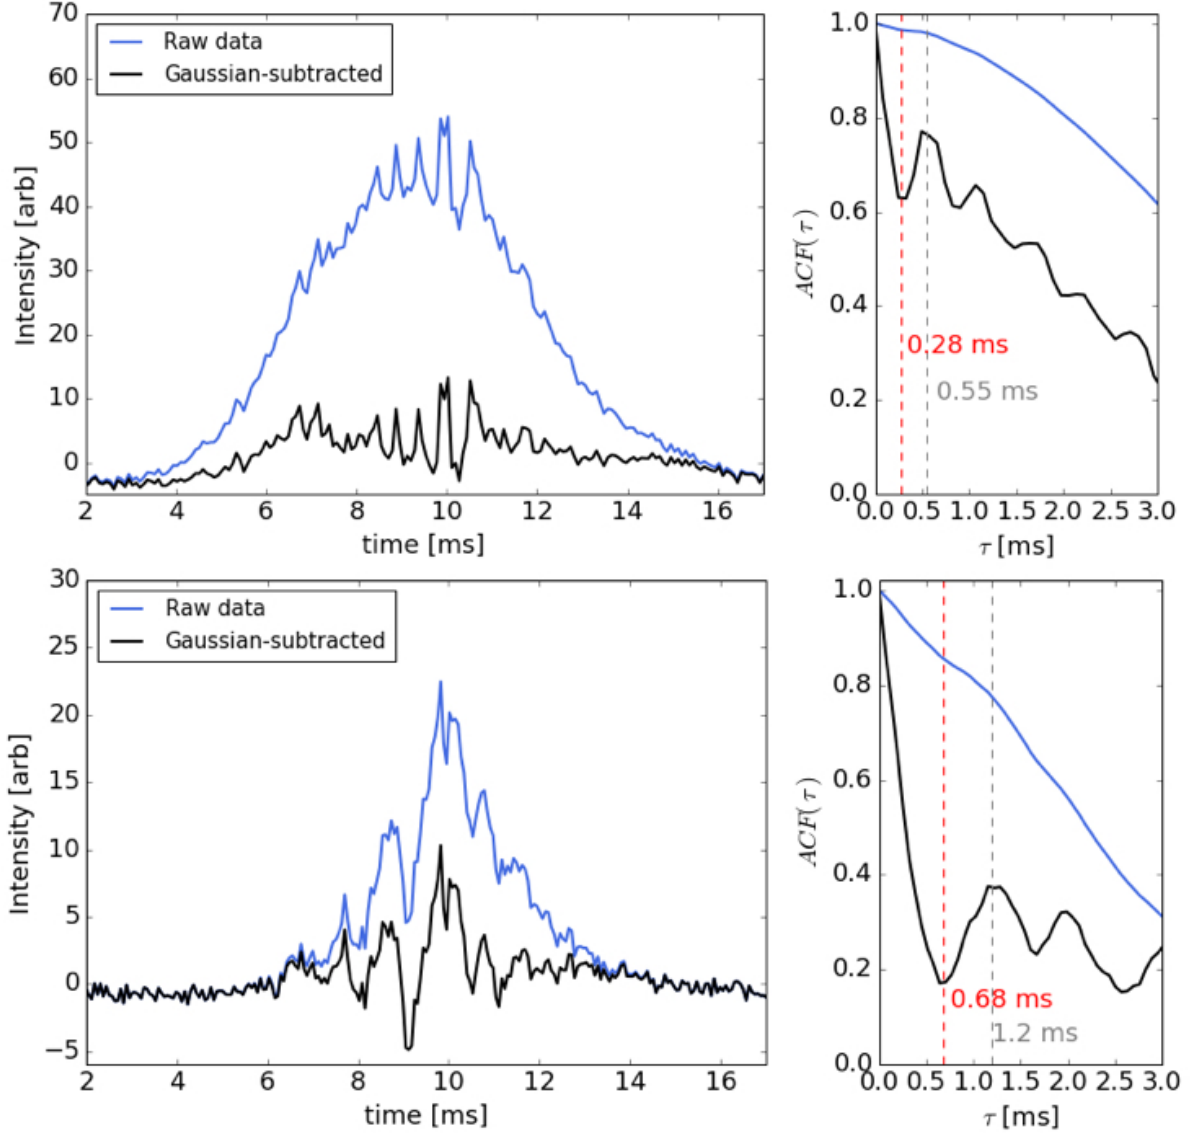 70
60
50
40
30
20
10
0
Intensity [arb]
Raw data
Gaussian-subtracted
2 4 6 8 10 12 14 16
time [ms]
1.0
0.8
0.6
0.4
0.2
0.0
ACF(τ)
0.28 ms
0.55 ms
0.0 0.5 1.0 1.5 2.0 2.5 3.0
τ [ms]
30
25
20
15
10
5
0
−5
Intensity [arb]
Raw data
Gaussian-subtracted
2 4 6 8 10 12 14 16
time [ms]
1.0
0.8
0.6
0.4
0.2
0.0
ACF(τ)
0.68 ms
1.2 ms
0.0 0.5 1.0 1.5 2.0 2.5 3.0
τ [ms]